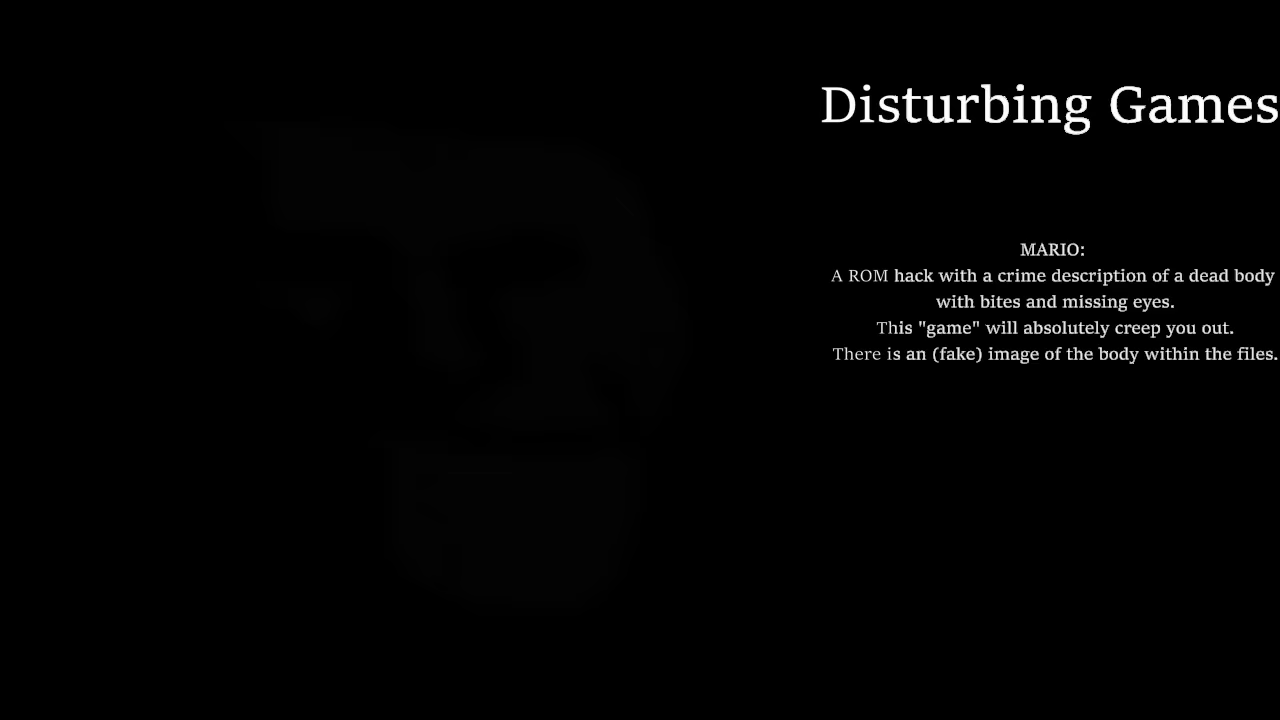 Disturbing Games
MARIO:
A ROM hack with a crime description of a dead body
with bites and missing eyes.
This "game" will absolutely creep you out.
There is an (fake) image of the body within the files.